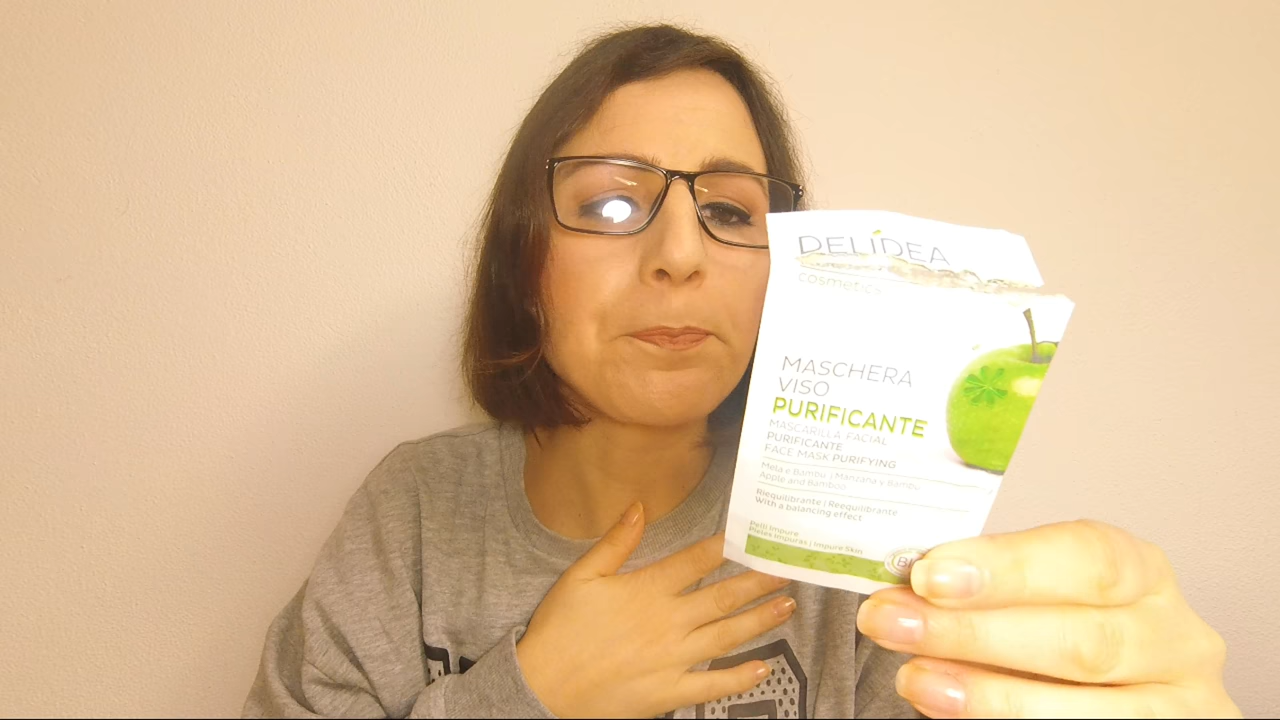 DELÍDEA
cosmetics
MASCHERA
VISO
PURIFICANTE
MASCARILLA FACIAL
PURIFICANTE
FACE MASK PURIFYING
Mela e Bambù | Manzana y Bambú
Apple and Bamboo
Riequilibrante | Reequilibrante
With a balancing effect
Pelli Impure
Pieles Impuras | Impure Skin